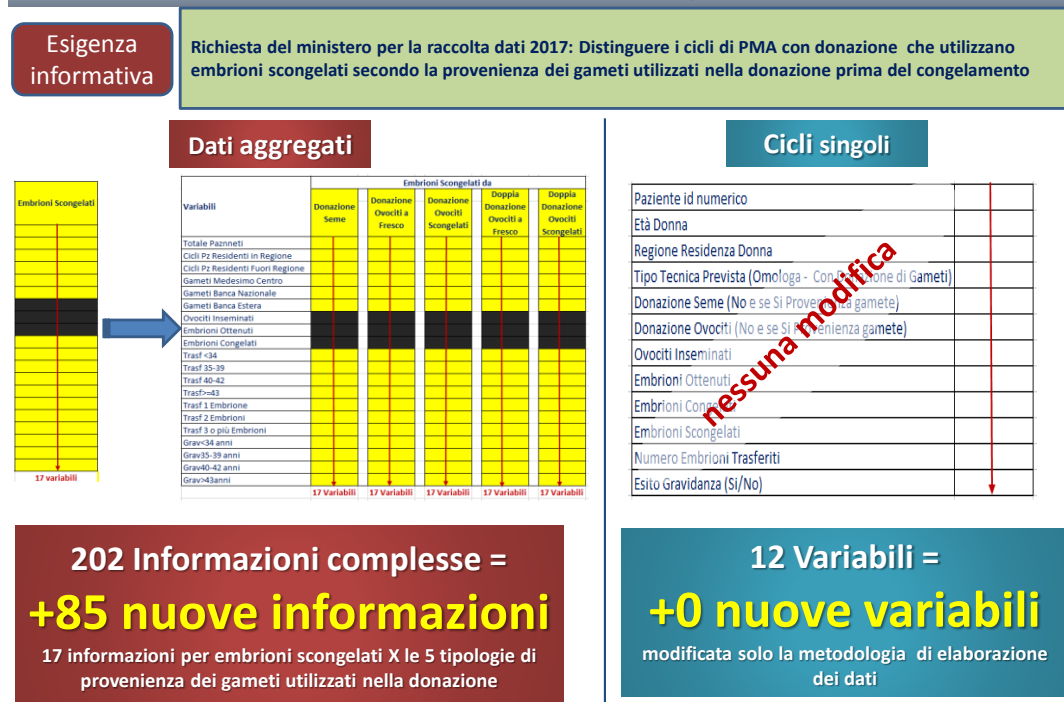 Esigenza
informativa
Richiesta del ministero per la raccolta dati 2017: Distinguere i cicli di PMA con donazione che utilizzano
embrioni scongelati secondo la provenienza dei gameti utilizzati nella donazione prima del congelamento
Dati aggregati
Embrioni Scongelati
17 variabili
Embrioni Scongelati da
Variabili
Donazione
Seme
Donazione
Ovociti a
Fresco
Donazione
Ovociti
Scongelati
Doppia
Donazione
Ovociti a
Fresco
Doppia
Donazione
Ovociti
Scongelati
Totale Pazneti
Cicli Pz Residenti in Regione
Cicli Pz Residenti Fuori Regione
Gameti Medesimo Centro
Gameti Banca Nazionale
Gameti Banca Estera
Ovociti Inseminati
Embrioni Ottenuti
Embrioni Congelati
Trasf <34
Trasf 35-39
Trasf 40-42
Trasf>=43
Trasf 1 Embrione
Trasf 2 Embrioni
Trasf 3 o più Embrioni
Grav<34 anni
Grav35-39 anni
Grav40-42 anni
Grav>43anni
17 Variabili 17 Variabili 17 Variabili 17 Variabili 17 Variabili
202 Informazioni complesse =
+85 nuove informazioni
17 informazioni per embrioni scongelati X le 5 tipologie di
provenienza dei gameti utilizzati nella donazione
Cicli singoli
Paziente id numerico
Età Donna
Regione Residenza Donna
Tipo Tecnica Prevista (Omologa - Con Donazione di Gameti)
Donazione Seme (No e se Si Provenienza gamete)
Donazione Ovociti (No e se Si Provenienza gamete)
Ovociti Inseminati
Embrioni Ottenuti
Embrioni Congelati
Embrioni Scongelati
Numero Embrioni Trasferiti
Esito Gravidanza (Si/No)
nessuna modifica
12 Variabili =
+0 nuove variabili
modificata solo la metodologia di elaborazione
dei dati